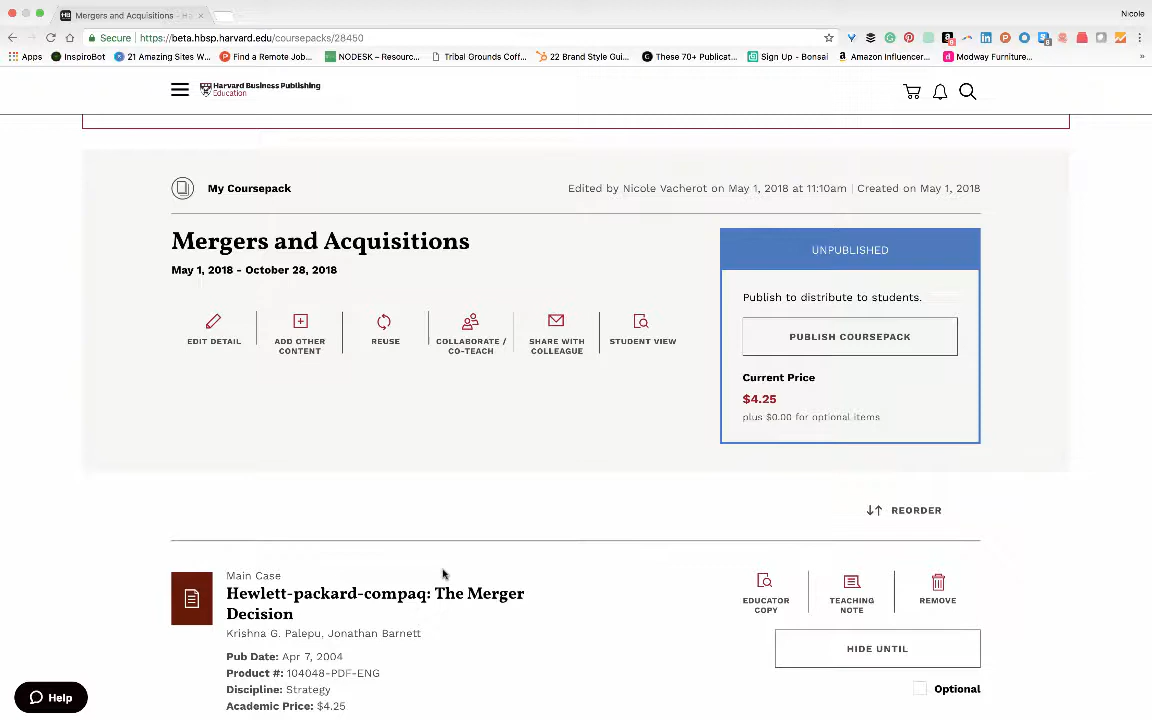 Mergers and Acquisitions - Ha
Nicole
Secure
https://beta.hbsp.harvard.edu/coursepacks/28450
Apps
InspiroBot
21 Amazing Sites W...
Find a Remote Job...
NODESK – Resourc...
Tribal Grounds Coff...
22 Brand Style Gui...
These 70+ Publicat...
Sign Up - Bonsai
Amazon Influencer...
Modway Furniture...
Harvard Business Publishing
Education
My Coursepack
Edited by Nicole Vacherot on May 1, 2018 at 11:10am | Created on May 1, 2018
Mergers and Acquisitions
May 1, 2018 - October 28, 2018
EDIT DETAIL
ADD OTHER
CONTENT
REUSE
COLLABORATE /
CO-TEACH
SHARE WITH
COLLEAGUE
STUDENT VIEW
UNPUBLISHED
Publish to distribute to students.
PUBLISH COURSEPACK
Current Price
$4.25
plus $0.00 for optional items
REORDER
Main Case
Hewlett-packard-compaq: The Merger
Decision
Krishna G. Palepu, Jonathan Barnett
Pub Date: Apr 7, 2004
Product #: 104048-PDF-ENG
Discipline: Strategy
Academic Price: $4.25
EDUCATOR
COPY
TEACHING
NOTE
REMOVE
HIDE UNTIL
Optional
Help